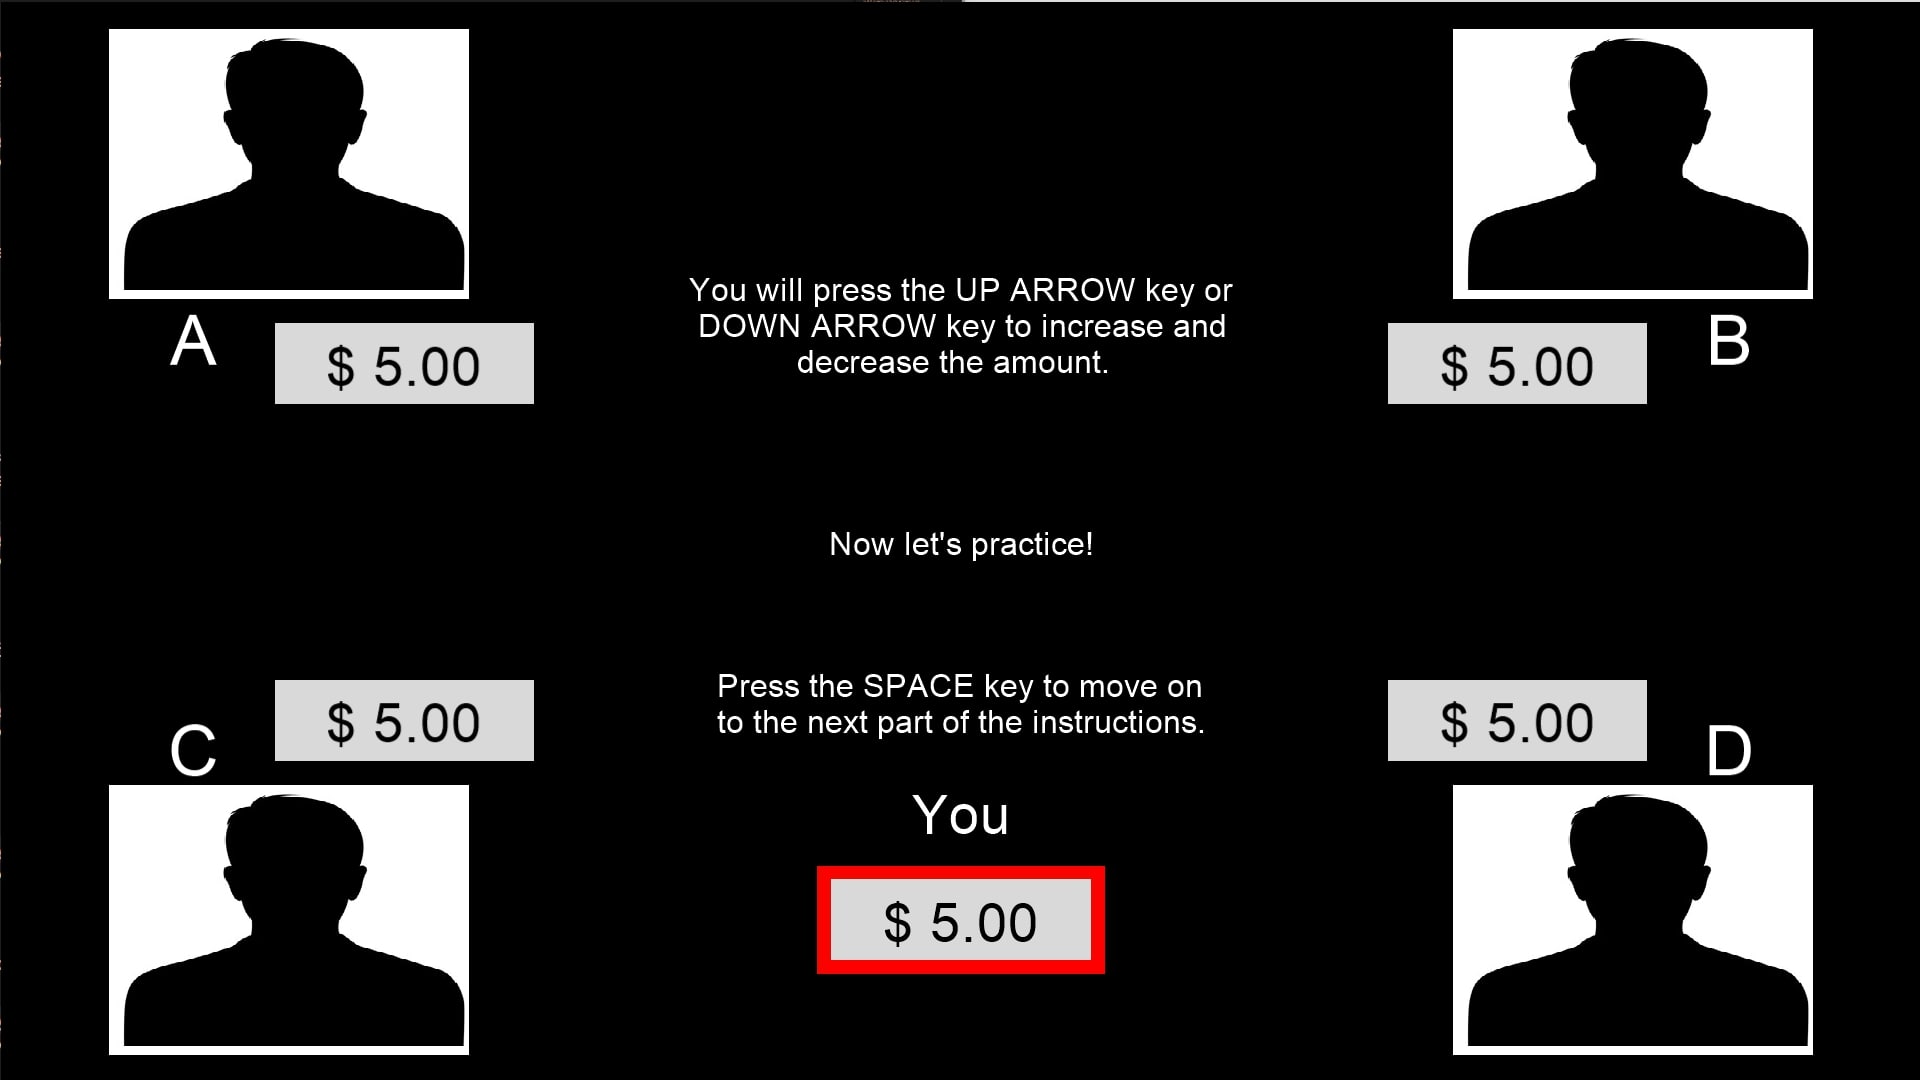 You will press the UP ARROW key or
DOWN ARROW key to increase and
decrease the amount.
A
$ 5.00
$ 5.00
B
Now let's practice!
C
$ 5.00
Press the SPACE key to move on
to the next part of the instructions.
$ 5.00
D
You
$ 5.00